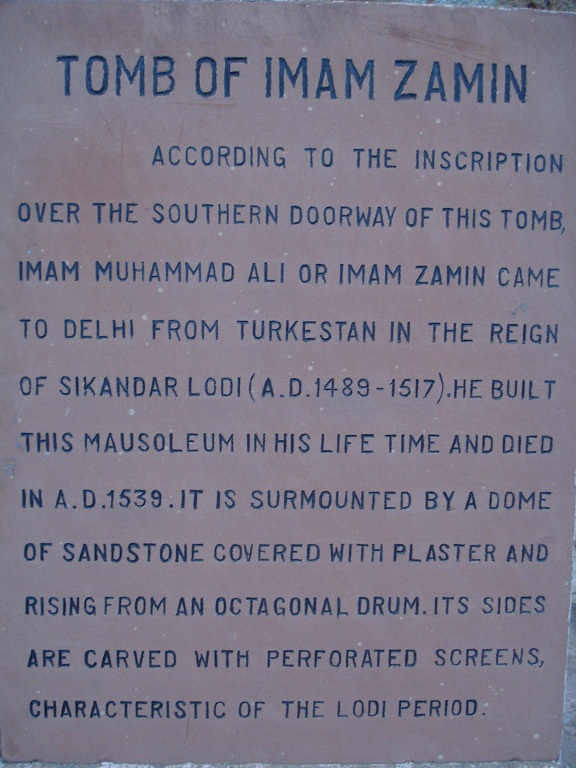 TOMB OF IMAM ZAMIN
ACCORDING TO THE INSCRIPTION
OVER THE SOUTHERN DOORWAY OF THIS TOMB,
IMAM MUHAMMAD ALI OR IMAM ZAMIN CAME
TO DELHI FROM TURKESTAN IN THE REIGN
OF SIKANDAR LODI (A.D.1489-1517).HE BUILT
THIS MAUSOLEUM IN HIS LIFE TIME AND DIED
IN A.D.1539.IT IS SURMOUNTED BY A DOME
OF SANDSTONE COVERED WITH PLASTER AND
RISING FROM AN OCTAGONAL DRUM. ITS SIDES
ARE CARVED WITH PERFORATED SCREENS,
CHARACTERISTIC OF THE LODI PERIOD.